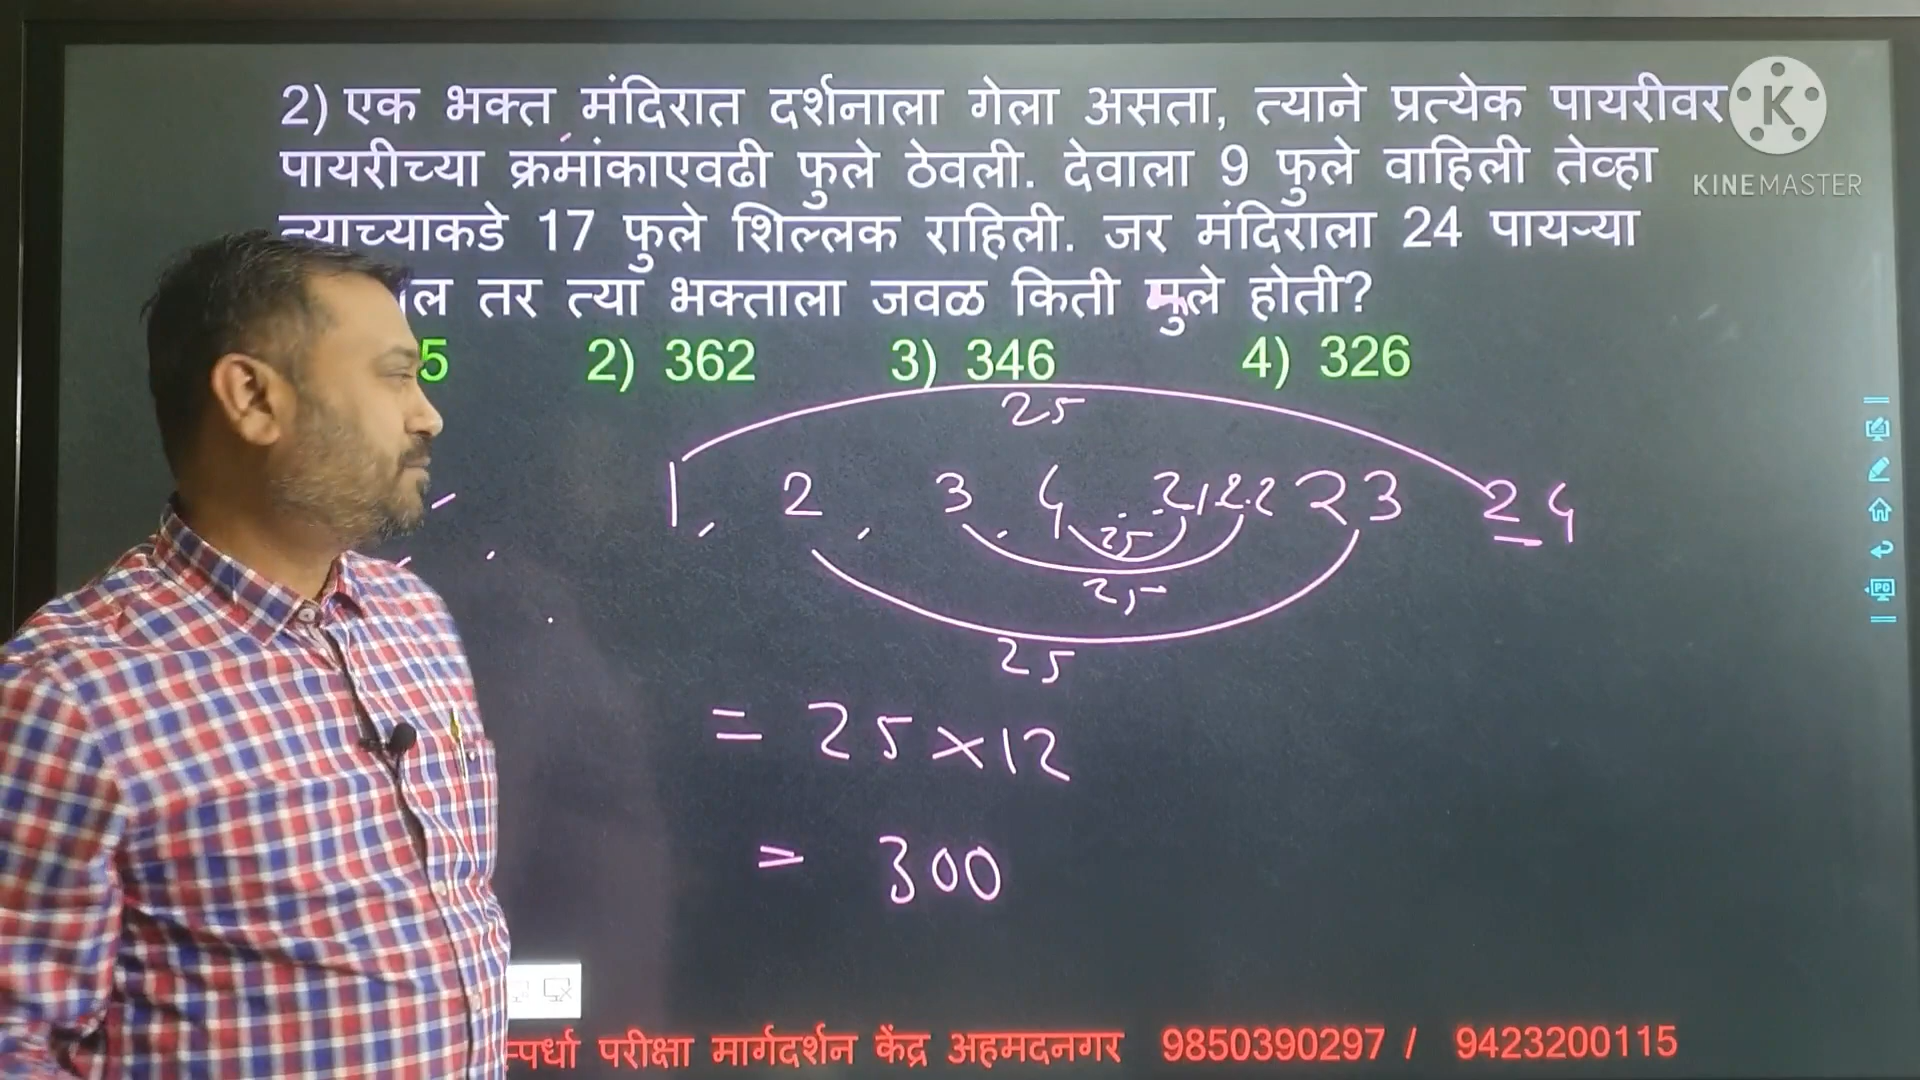 2) एक भक्त मंदिरात दर्शनाला गेला असता, त्याने प्रत्येक पायरीवर
पायरीच्या क्रमांकाएवढी फुले ठेवली. देवाला 9 फुले वाहिली तेव्हा
त्याच्याकडे 17 फुले शिल्लक राहिली. जर मंदिराला 24 पायऱ्या
तर त्या भक्ताला जवळ किती फुले होती?
5 2) 362 3) 346 4) 326
25
1, 2, 3, 4 .. 21, 22 23 24
25
25
25
= 25 × 12
= 300
स्पर्धा परीक्षा मार्गदर्शन केंद्र अहमदनगर 9850390297 / 9423200115
K
KINEMASTER